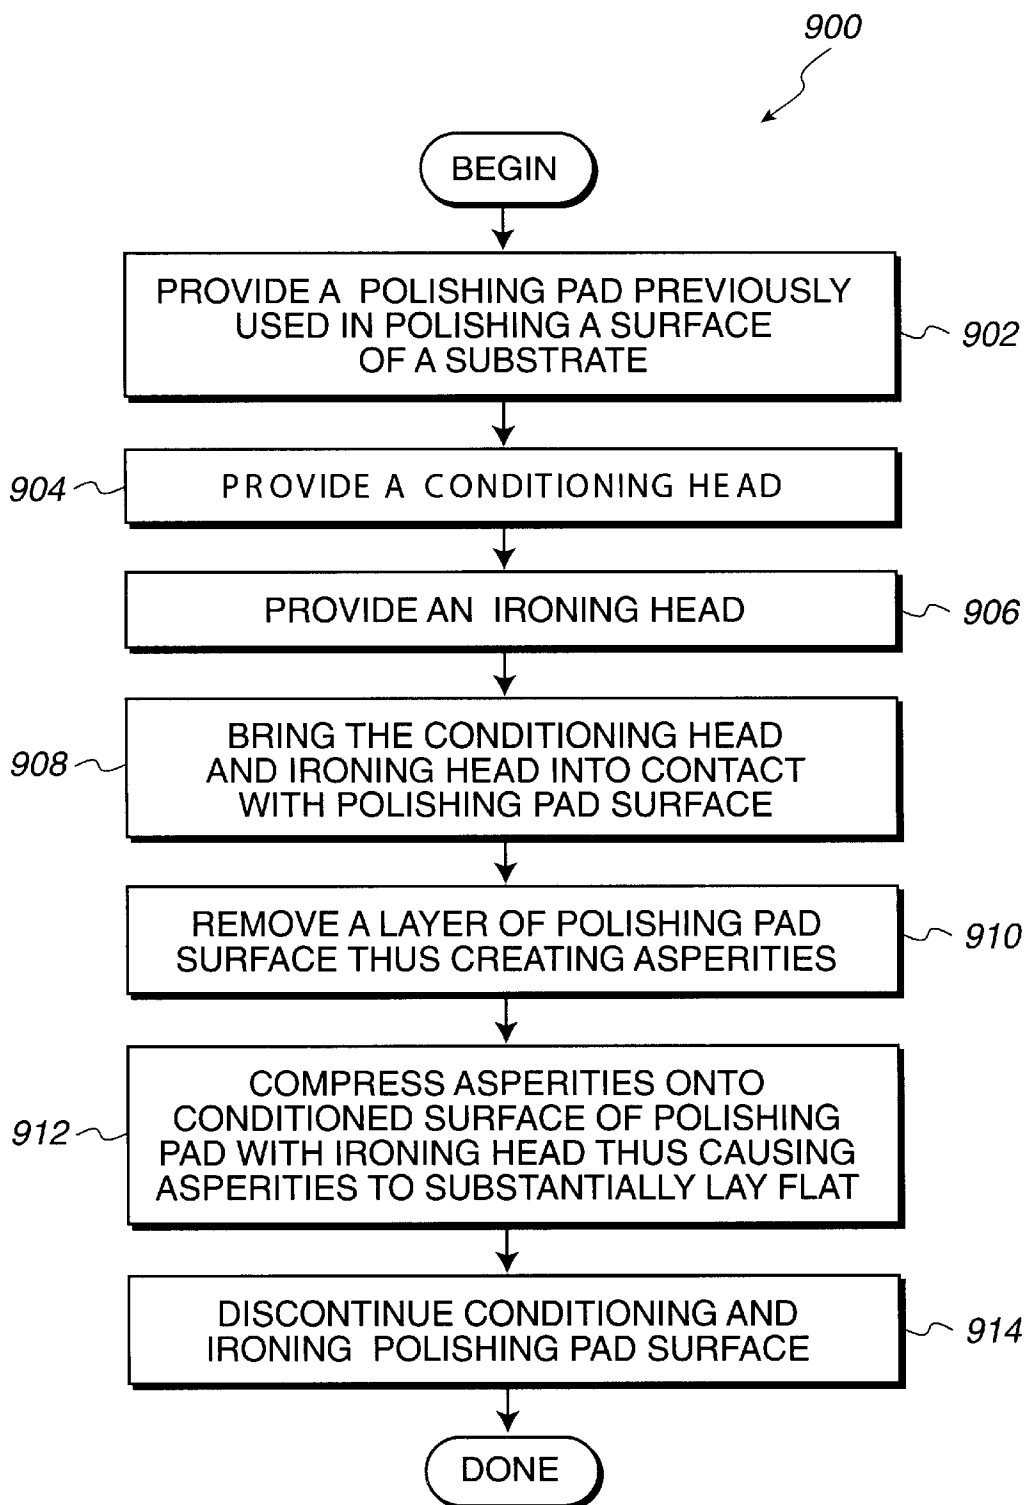 900
BEGIN
PROVIDE A POLISHING PAD PREVIOUSLY
USED IN POLISHING A SURFACE
OF A SUBSTRATE
902
904
PROVIDE A CONDITIONING HEAD
PROVIDE AN IRONING HEAD
906
908
BRING THE CONDITIONING HEAD
AND IRONING HEAD INTO CONTACT
WITH POLISHING PAD SURFACE
REMOVE A LAYER OF POLISHING PAD
SURFACE THUS CREATING ASPERITIES
910
912
COMPRESS ASPERITIES ONTO
CONDITIONED SURFACE OF POLISHING
PAD WITH IRONING HEAD THUS CAUSING
ASPERITIES TO SUBSTANTIALLY LAY FLAT
DISCONTINUE CONDITIONING AND
IRONING POLISHING PAD SURFACE
914
DONE